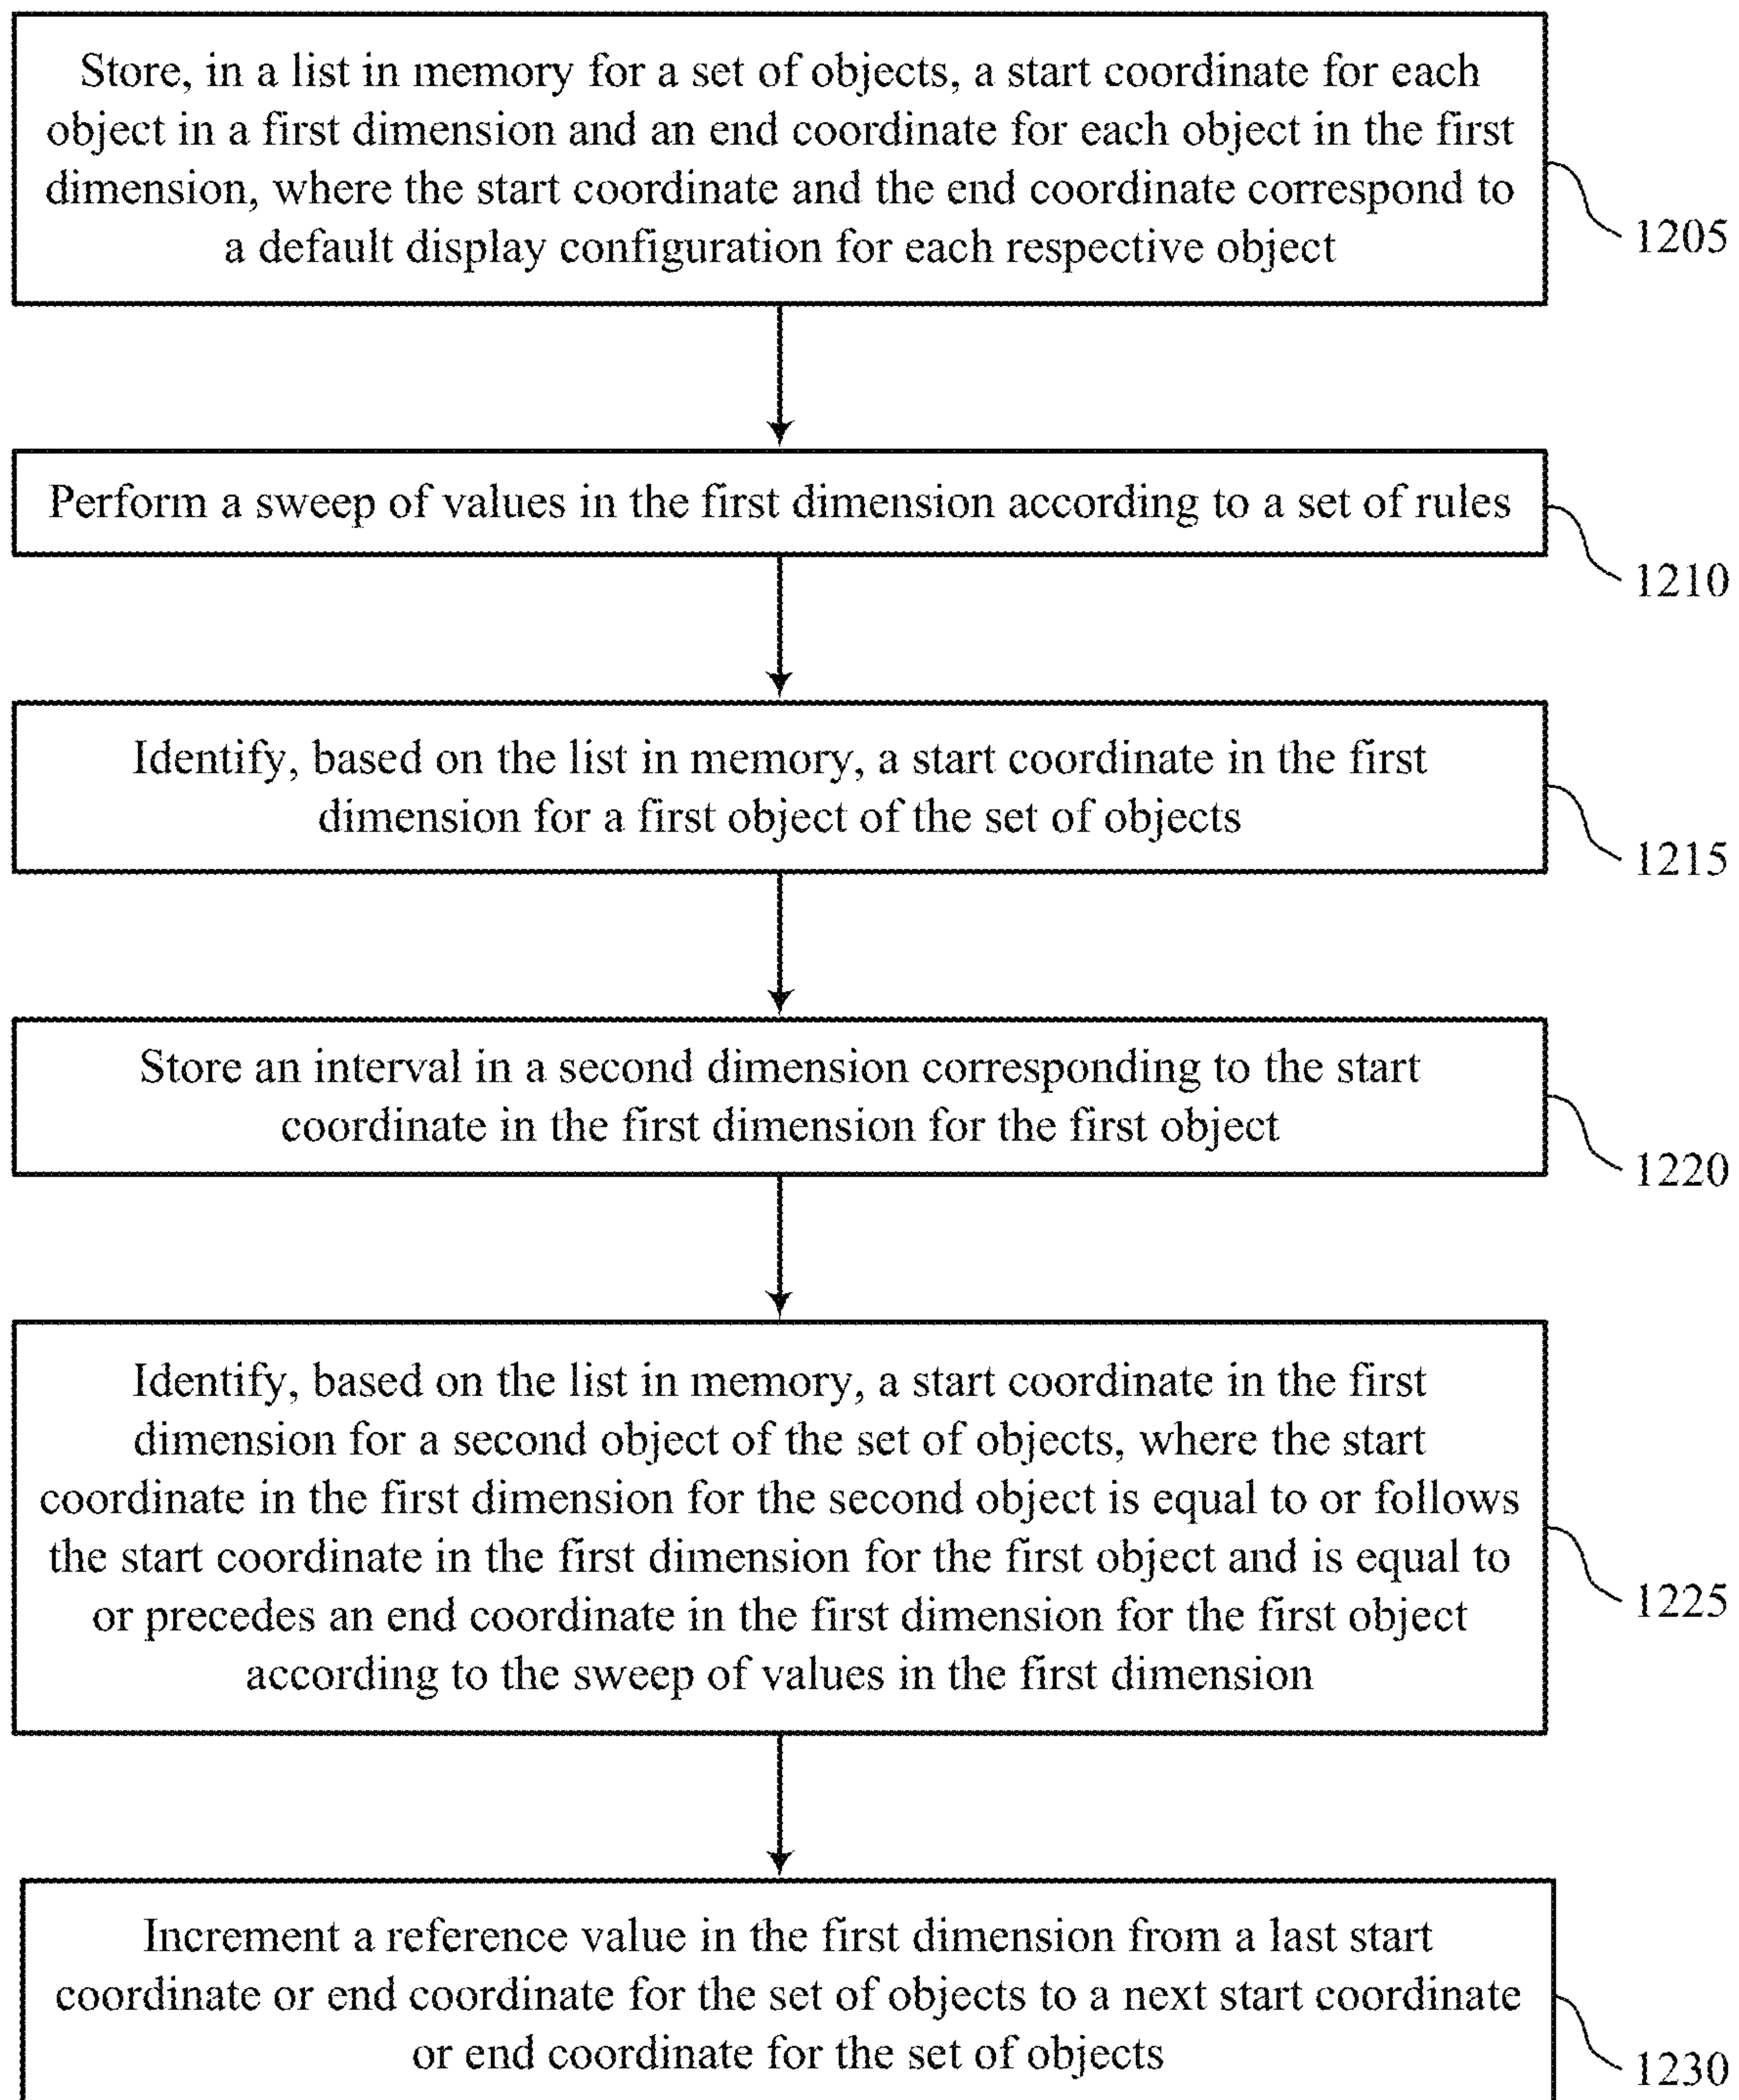 Store, in a list in memory for a set of objects, a start coordinate for each
object in a first dimension and an end coordinate for each object in the first
dimension, where the start coordinate and the end coordinate correspond to
a default display configuration for each respective object
1205
Perform a sweep of values in the first dimension according to a set of rules
1210
Identify, based on the list in memory, a start coordinate in the first
dimension for a first object of the set of objects
1215
Store an interval in a second dimension corresponding to the start
coordinate in the first dimension for the first object
1220
Identify, based on the list in memory, a start coordinate in the first
dimension for a second object of the set of objects, where the start
coordinate in the first dimension for the second object is equal to or follows
the start coordinate in the first dimension for the first object and is equal to
or precedes an end coordinate in the first dimension for the first object
according to the sweep of values in the first dimension
1225
Increment a reference value in the first dimension from a last start
coordinate or end coordinate for the set of objects to a next start coordinate
or end coordinate for the set of objects
1230